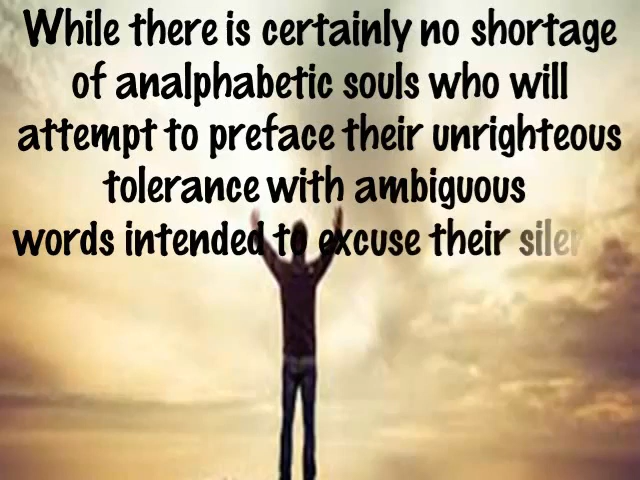 While there is certainly no shortage
of analphabetic souls who will
attempt to preface their unrighteous
tolerance with ambiguous
words intended to excuse their